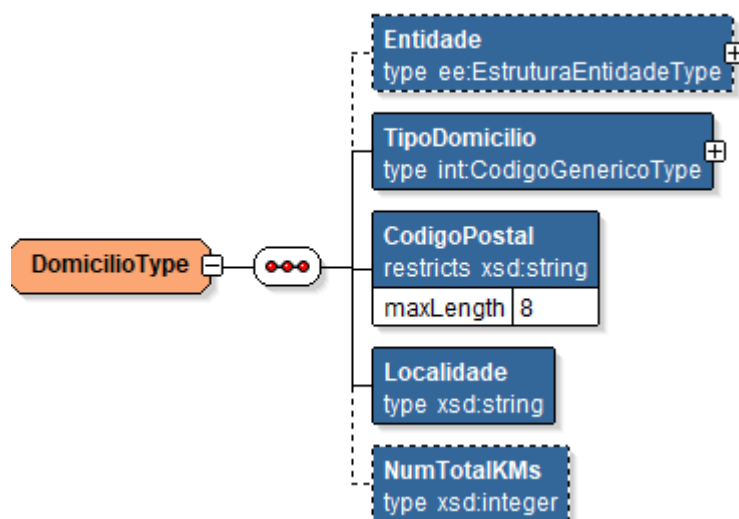 Entidade
type ee:EstruturaEntidadeType
TipoDomicilio
type int:CodigoGenericoType
DomicilioType
CodigoPostal
restricts xsd:string
maxLength 8
Localidade
type xsd:string
NumTotalKMs
type xsd:integer